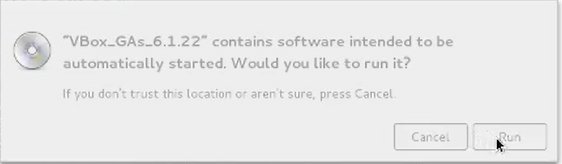 "VBox_GAs_6.1.22" contains software intended to be
automatically started. Would you like to run it?
If you don't trust this location or aren't sure, press Cancel.
Cancel
Run